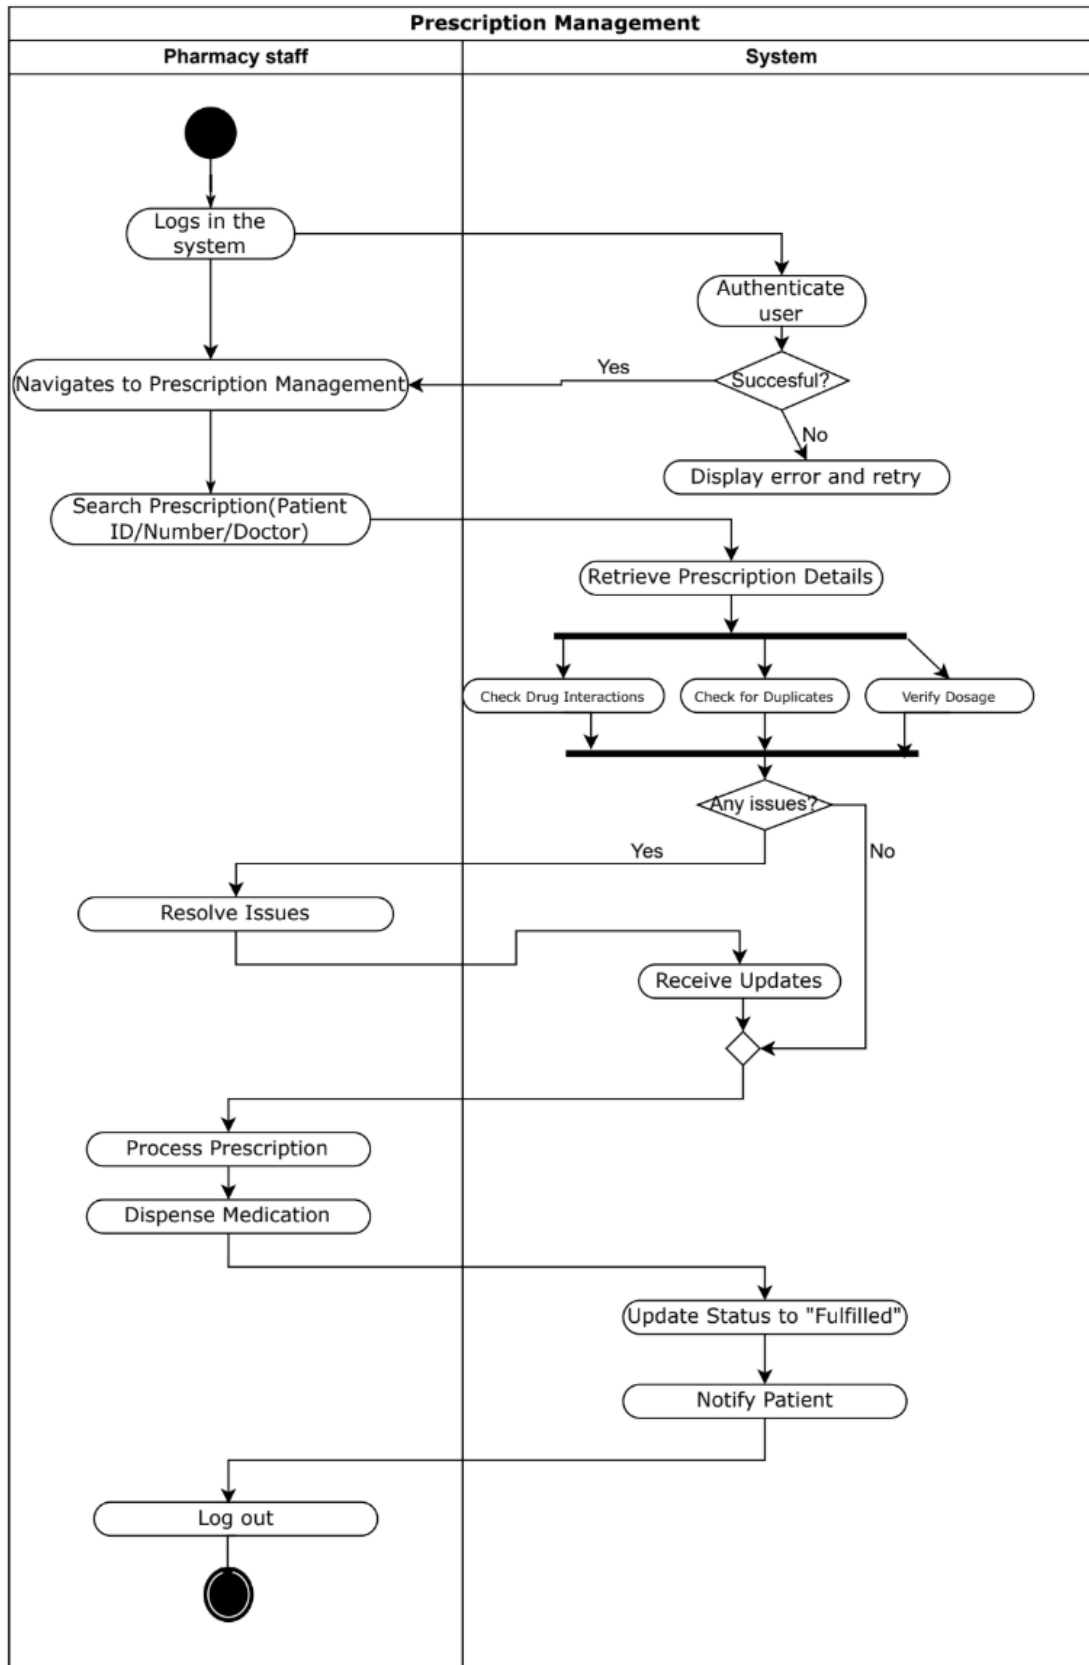 Prescription Management
Pharmacy staff
System
Logs in the
system
Authenticate
user
Yes
Succesful?
Navigates to Prescription Management
No
Display error and retry
Search Prescription(Patient
ID/Number/Doctor)
Retrieve Prescription Details
Check Drug Interactions
Check for Duplicates
Verify Dosage
Any issues?
Yes
No
Resolve Issues
Receive Updates
Process Prescription
Dispense Medication
Update Status to "Fulfilled"
Notify Patient
Log out